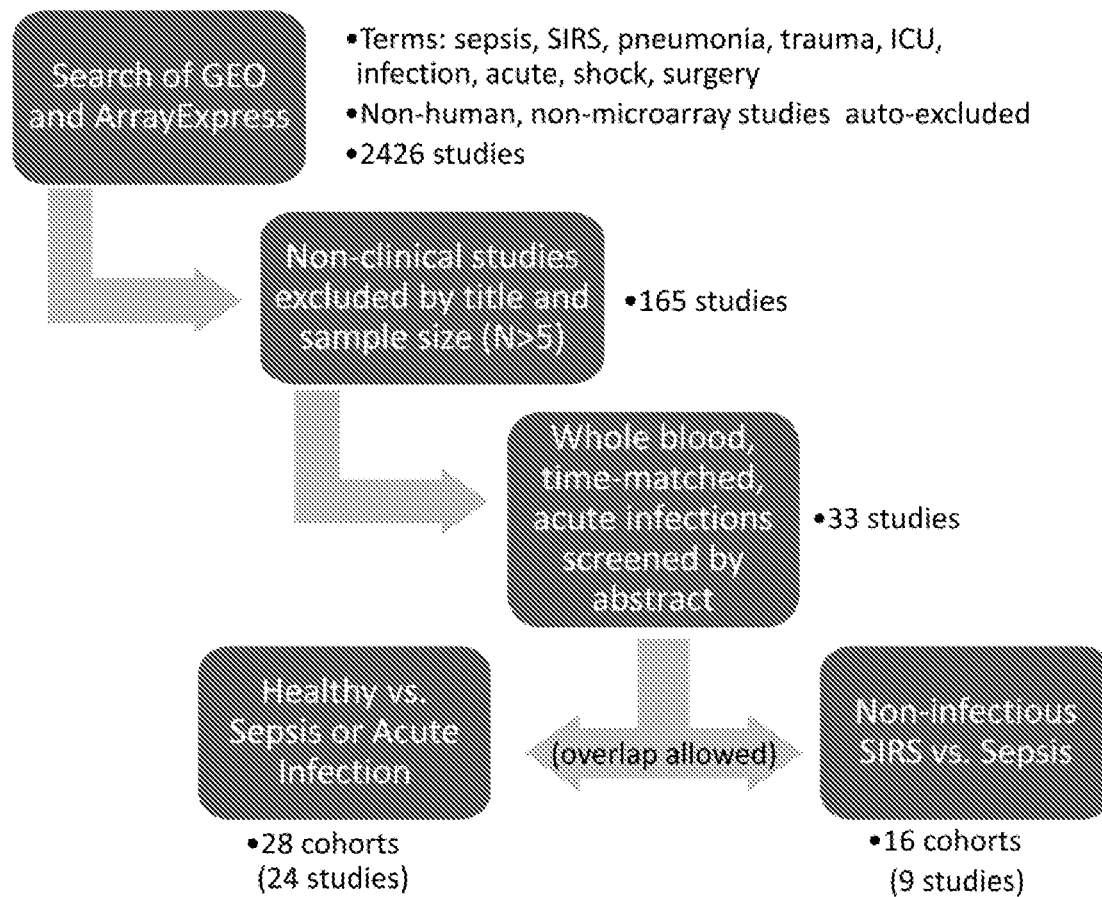 Search of GEO
and ArrayExpress
•Terms: sepsis, SIRS, pneumonia, trauma, ICU,
infection, acute, shock, surgery
•Non-human, non-microarray studies auto-excluded
•2426 studies
Non-clinical studies
excluded by title and
sample size (N>5)
•165 studies
Whole blood,
time-matched,
acute infections
screened by
abstract
•33 studies
Healthy vs.
Sepsis or Acute
Infection
(overlap allowed)
Non-infectious
SIRS vs. Sepsis
•28 cohorts
(24 studies)
•16 cohorts
(9 studies)